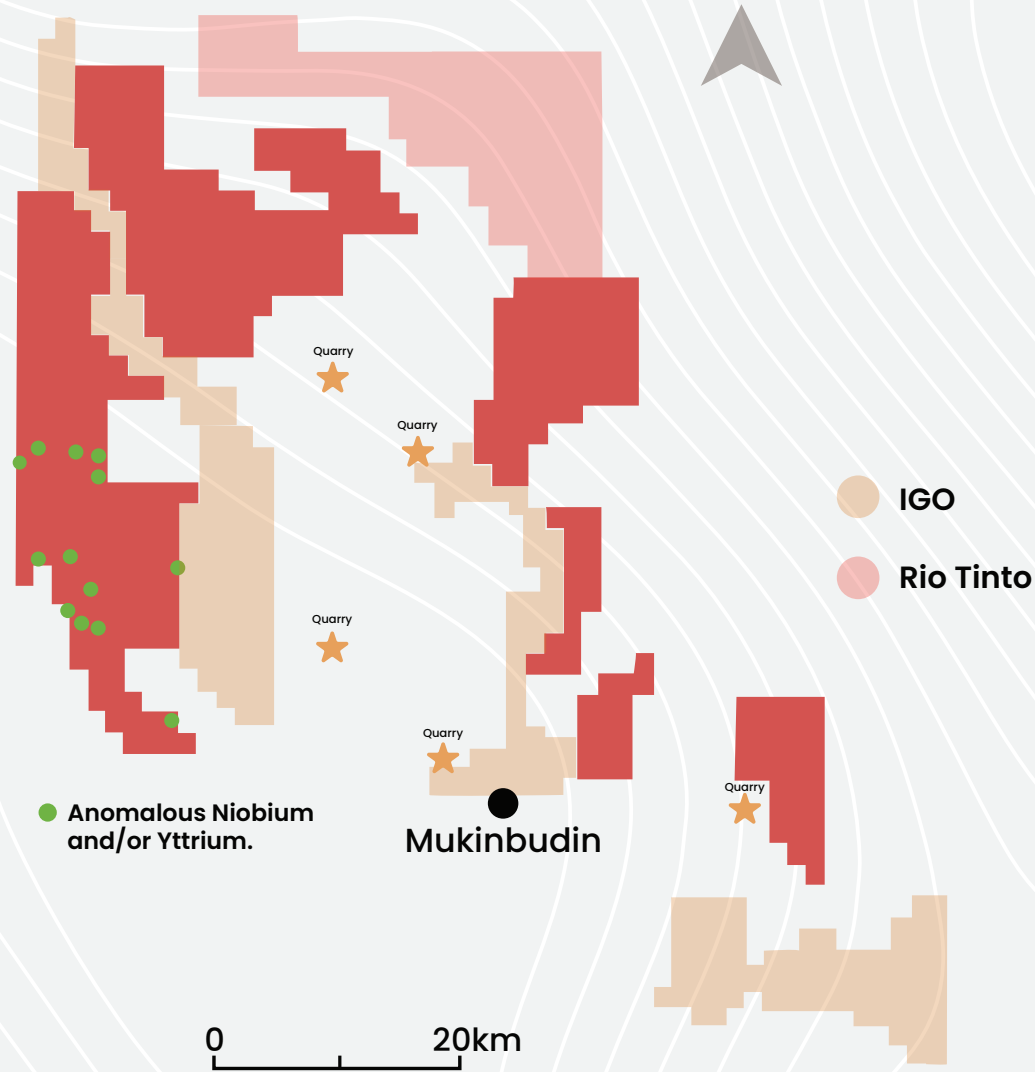 Quarry
Quarry
IGO
Rio Tinto
Quarry
Quarry
Quarry
Anomalous Niobium
and/or Yttrium.
Mukinbudin
0
20km